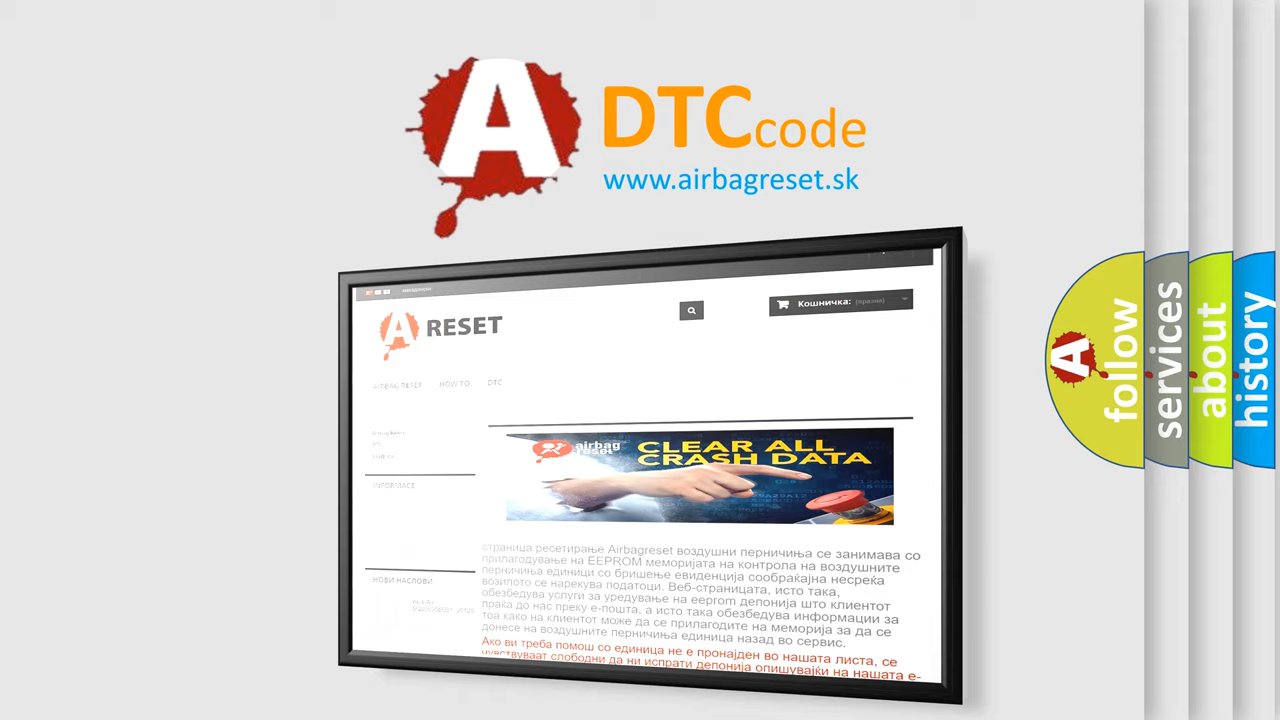 A
DTCcode
www.airbagreset.sk
Кошничка: (празни)
A RESET
AIRBAG RESET HOW TO DTC
airbag
reset
CLEAR ALL
CRASH DATA
INFORMACE
страница ресетирање Airbagreset воздушни перничиња се занимава со
прилагодување на EEPROM меморијата на контрола на воздушните
перничиња единици со бришење евиденција сообраќајна несреќа
возилото се нарекува податоци. Веб-страницата, исто така,
обезбедува услуги за уредување на eeprom депонија што клиентот
праќа до нас преку е-пошта, а исто така обезбедува информации за
тоа како на клиентот може да се прилагодите на меморија за да се
донесе на воздушните перничиња единица назад во сервис.
Ако ви треба помош со единица не е пронајден во нашата листа, се
чувствуваат слободни да ни испрати депонија опишувајќи на нашата е-
НОВИ НАСЛОВИ
A
follow
services
about
history